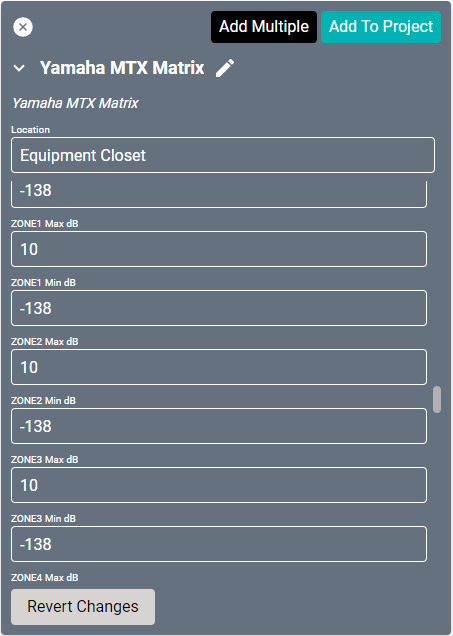 Add Multiple
Add To Project
Yamaha MTX Matrix
Yamaha MTX Matrix
Location
Equipment Closet
-138
ZONE1 Max dB
10
ZONE1 Min dB
-138
ZONE2 Max dB
10
ZONE2 Min dB
-138
ZONE3 Max dB
10
ZONE3 Min dB
-138
ZONE4 Max dB
Revert Changes